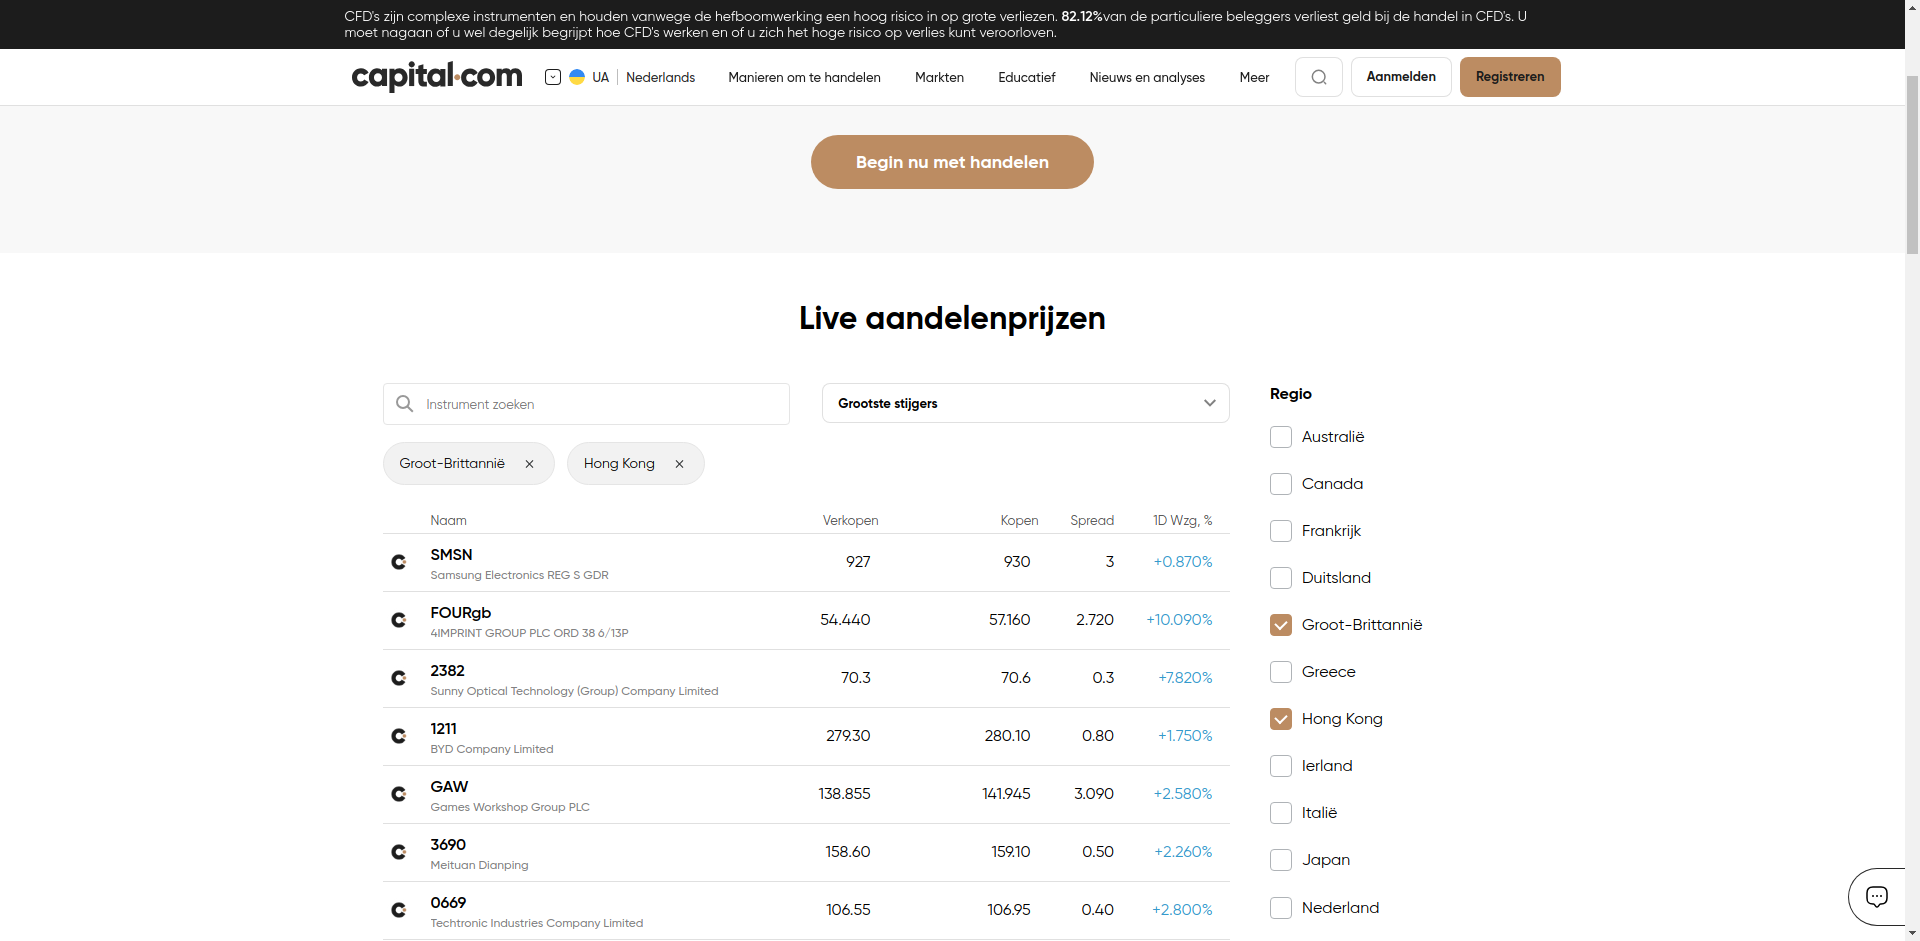 CFD's zijn complexe instrumenten en houden vanwege de hefboomwerking een hoog risico in op grote verliezen. 82.12%van de particuliere beleggers verliest geld bij de handel in CFD's. U
moet nagaan of u wel degelijk begrijpt hoe CFD's werken en of u zich het hoge risico op verlies kunt veroorloven.
capital.com UA Nederlands Manieren om te handelen Markten Educatief Nieuws en analyses Meer Aanmelden Registreren
Begin nu met handelen
Live aandelenprijzen
Instrument zoeken
Grootste stijgers
Groot-Brittannië
Hong Kong
Naam Verkopen Kopen Spread 1D Wzg, %
SMSN
Samsung Electronics REG S GDR
927 930 3 +0.870%
FOURgb
4IMPRINT GROUP PLC ORD 38 6/13P
54.440 57.160 2.720 +10.090%
2382
Sunny Optical Technology (Group) Company Limited
70.3 70.6 0.3 +7.820%
1211
BYD Company Limited
279.30 280.10 0.80 +1.750%
GAW
Games Workshop Group PLC
138.855 141.945 3.090 +2.580%
3690
Meituan Dianping
158.60 159.10 0.50 +2.260%
0669
Techtronic Industries Company Limited
106.55 106.95 0.40 +2.800%
Regio
Australië
Canada
Frankrijk
Duitsland
Groot-Brittannië
Greece
Hong Kong
Ierland
Italië
Japan
Nederland